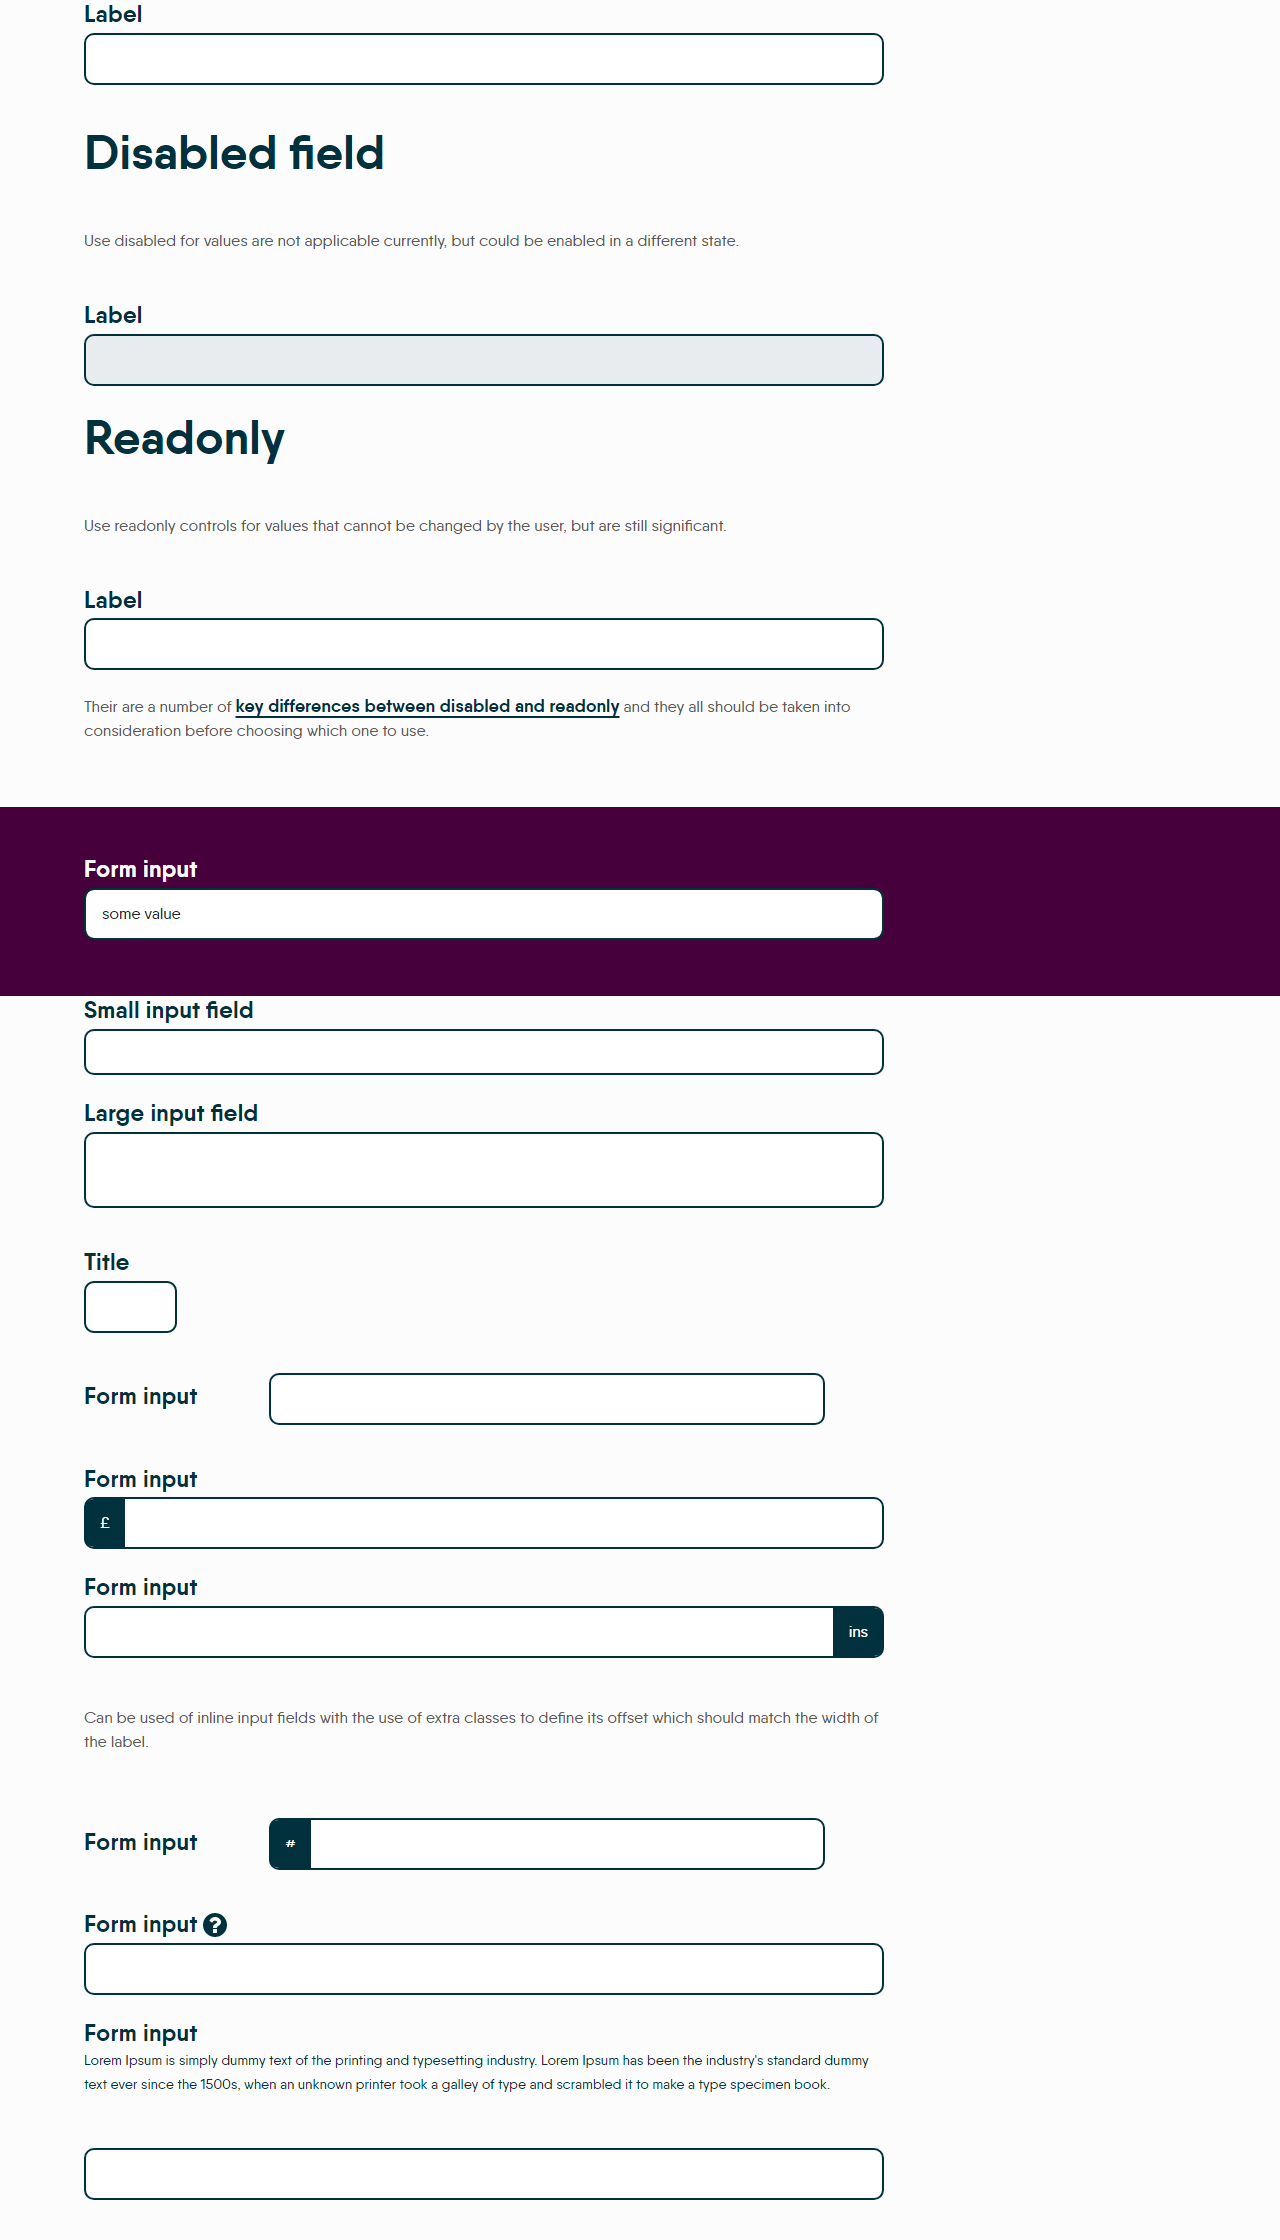 Label
Disabled field
Use disabled for values are not applicable currently, but could be enabled in a different state.
Label
Readonly
Use readonly controls for values that cannot be changed by the user, but are still significant.
Label
Their are a number of key differences between disabled and readonly and they all should be taken into
consideration before choosing which one to use.
Form input
some value
Small input field
Large input field
Title
Form input
Form input
£
Form input
ins
Can be used of inline input fields with the use of extra classes to define its offset which should match the width of
the label.
Form input
#
Form input ?
Form input
Lorem Ipsum is simply dummy text of the printing and typesetting industry. Lorem Ipsum has been the industry's standard dummy
text ever since the 1500s, when an unknown printer took a galley of type and scrambled it to make a type specimen book.